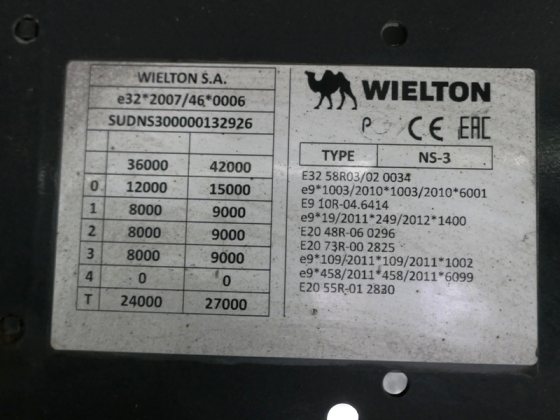 WIELTON S.A.
e32*2007/46*0006
SUDNS300000132926
36000 42000
0 12000 15000
1 8000 9000
2 8000 9000
3 8000 9000
4 0 0
T 24000 27000
WIELTON
CE EAC
TYPE NS-3
E32 58R03/02 0034
e9*1003/2010*1003/2010*6001
E9 10R-04.6414
e9*19/2011*249/2012*1400
E20 48R-06 0296
E20 73R-00 2825
e9*109/2011*109/2011*1002
e9*458/2011*458/2011*6099
E20 55R-01 2830